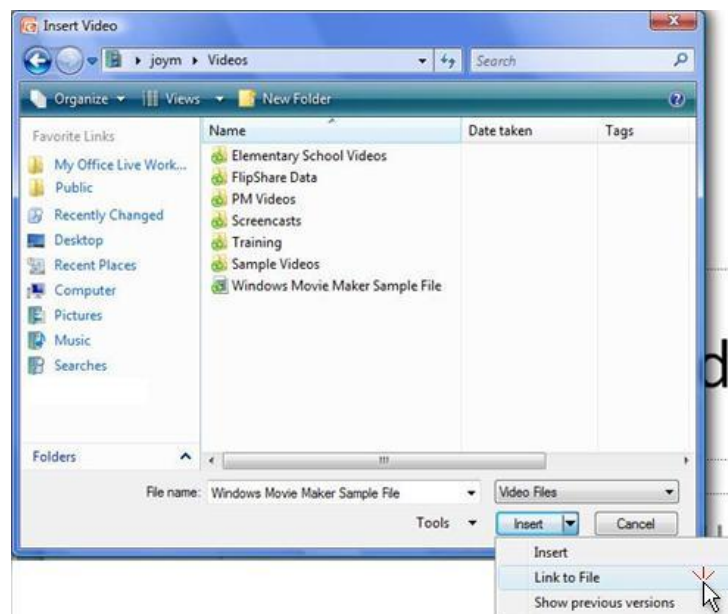 Insert Video
joym ▸ Videos
Search
Organize
Views
New Folder
Favorite Links
My Office Live Work...
Public
Recently Changed
Desktop
Recent Places
Computer
Pictures
Music
Searches
Folders
Name
Date taken
Tags
Elementary School Videos
FlipShare Data
PM Videos
Screencasts
Training
Sample Videos
Windows Movie Maker Sample File
File name: Windows Movie Maker Sample File
Video Files
Tools
Insert
Cancel
Insert
Link to File
Show previous versions
d